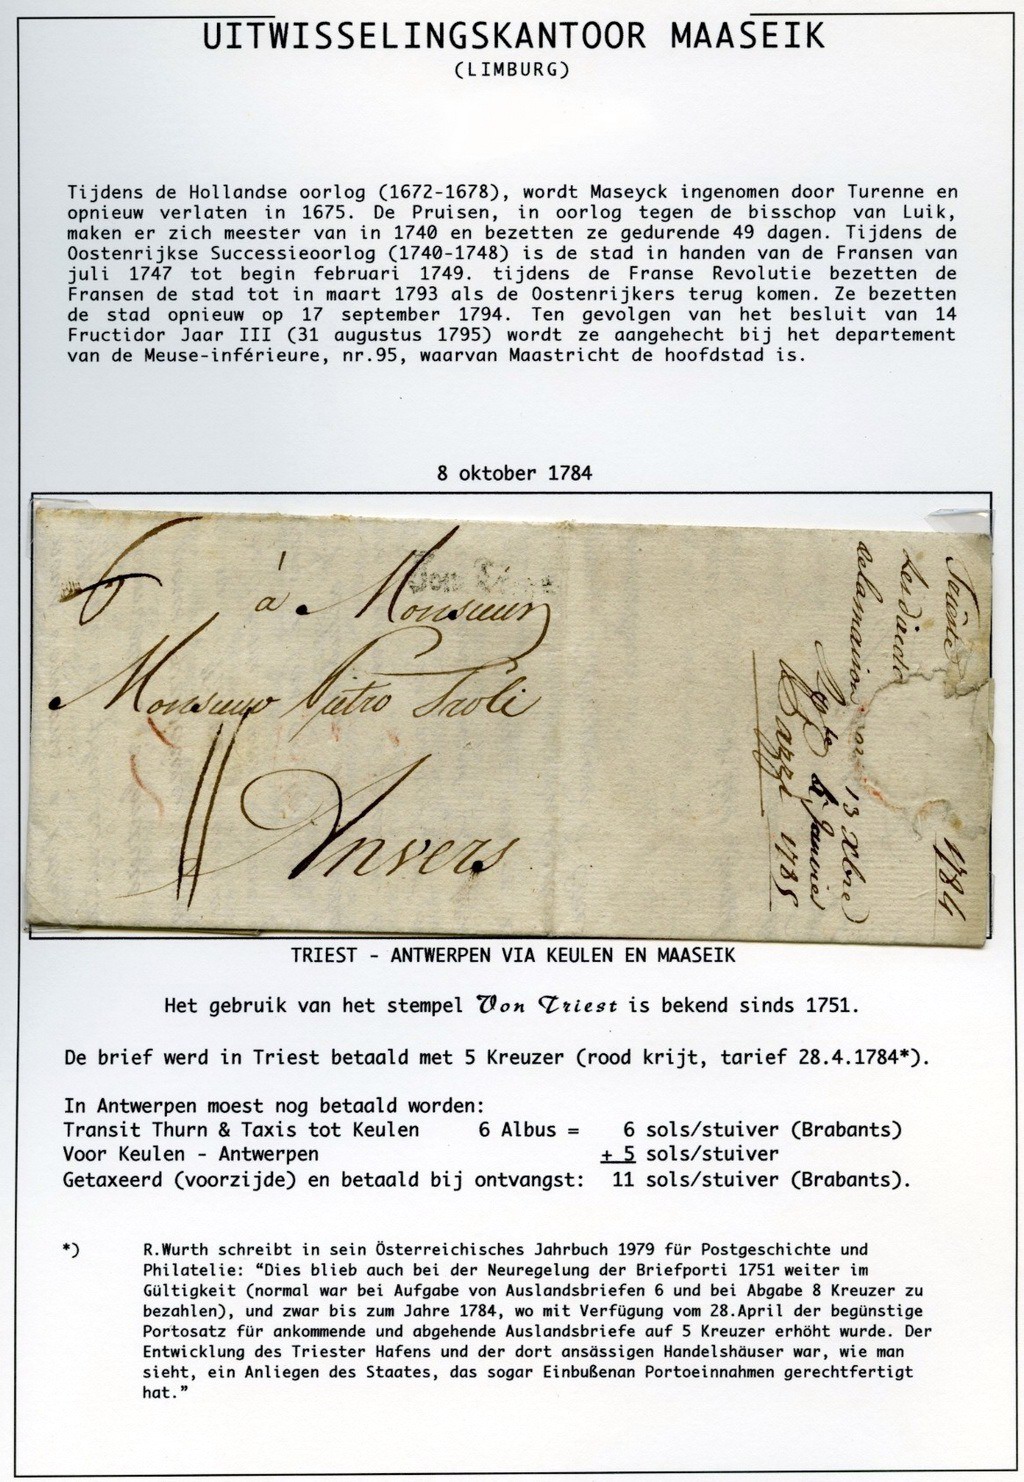 UITWISSELINGSKANTOOR MAASEIK
(LIMBURG)
Tijdens de Hollandse oorlog (1672-1678), wordt Maseyck ingenomen door Turenne en
opnieuw verlaten in 1675. De Pruisen, in oorlog tegen de bisschop van Luik,
maken er zich meester van in 1740 en bezetten ze gedurende 49 dagen. Tijdens de
Oostenrijkse Successieoorlog (1740-1748) is de stad in handen van de Fransen van
juli 1747 tot begin februari 1749. tijdens de Franse Revolutie bezetten de
Fransen de stad tot in maart 1793 als de Oostenrijkers terug komen. Ze bezetten
de stad opnieuw op 17 september 1794. Ten gevolgen van het besluit van 14
Fructidor Jaar III (31 augustus 1795) wordt ze aangehecht bij het departement
van de Meuse-inférieure, nr.95, waarvan Maastricht de hoofdstad is.
8 oktober 1784
6
Von
à Monsieur
Monsieur Pietro
11
Anvers
Trieste
1784
13 Xbre
4 Janvier
1785
TRIEST - ANTWERPEN VIA KEULEN EN MAASEIK
Het gebruik van het stempel Von Triest is bekend sinds 1751.
De brief werd in Triest betaald met 5 Kreuzer (rood krijt, tarief 28.4.1784*).
In Antwerpen moest nog betaald worden:
Transit Thurn & Taxis tot Keulen 6 Albus = 6 sols/stuiver (Brabants)
Voor Keulen - Antwerpen + 5 sols/stuiver
Getaxeerd (voorzijde) en betaald bij ontvangst: 11 sols/stuiver (Brabants).
*) R.Wurth schreibt in sein Österreichisches Jahrbuch 1979 für Postgeschichte und
Philatelie: “Dies blieb auch bei der Neuregelung der Briefporti 1751 weiter im
Gültigkeit (normal war bei Aufgabe von Auslandsbriefen 6 und bei Abgabe 8 Kreuzer zu
bezahlen), und zwar bis zum Jahre 1784, wo mit Verfügung vom 28.April der begünstige
Portosatz für ankommende und abgehende Auslandsbriefe auf 5 Kreuzer erhöht wurde. Der
Entwicklung des Triester Hafens und der dort ansässigen Handelshäuser war, wie man
sieht, ein Anliegen des Staates, das sogar Einbußenan Portoeinnahmen gerechtfertigt
hat.”